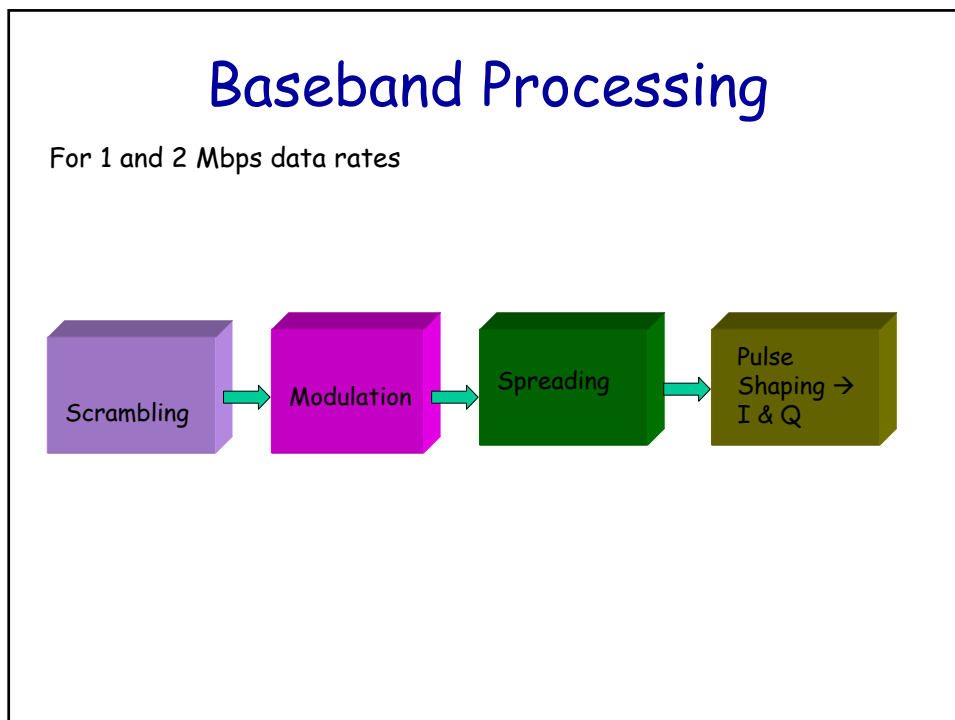 Baseband Processing
For 1 and 2 Mbps data rates
Scrambling
Modulation
Spreading
Pulse
Shaping →
I & Q